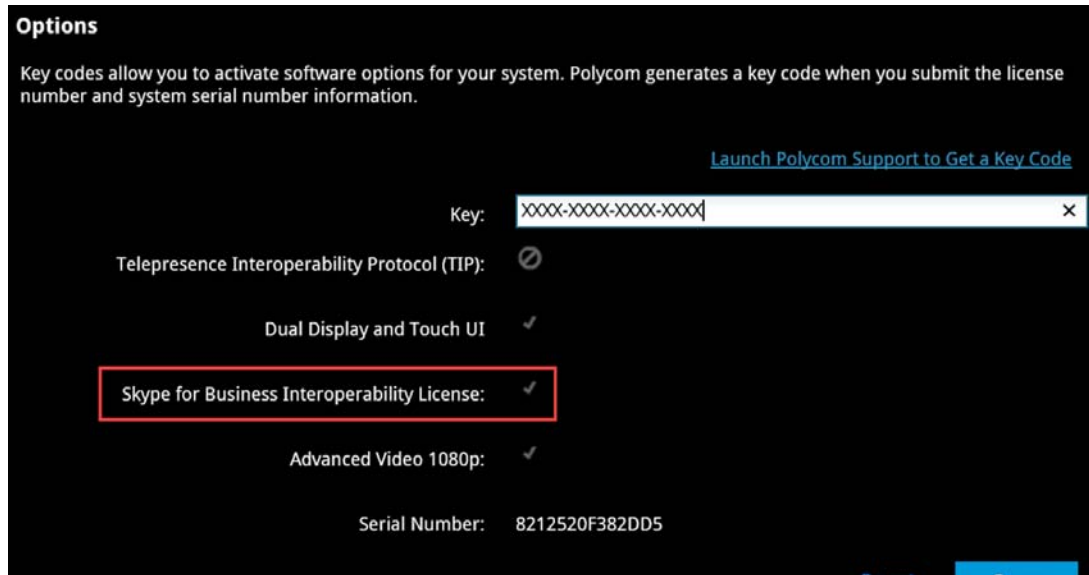 Options
Key codes allow you to activate software options for your system. Polycom generates a key code when you submit the license
number and system serial number information.
Launch Polycom Support to Get a Key Code
Key: XXXX-XXXX-XXXX-XXXX
Telepresence Interoperability Protocol (TIP):
Dual Display and Touch UI
Skype for Business Interoperability License:
Advanced Video 1080p:
Serial Number: 8212520F382DD5